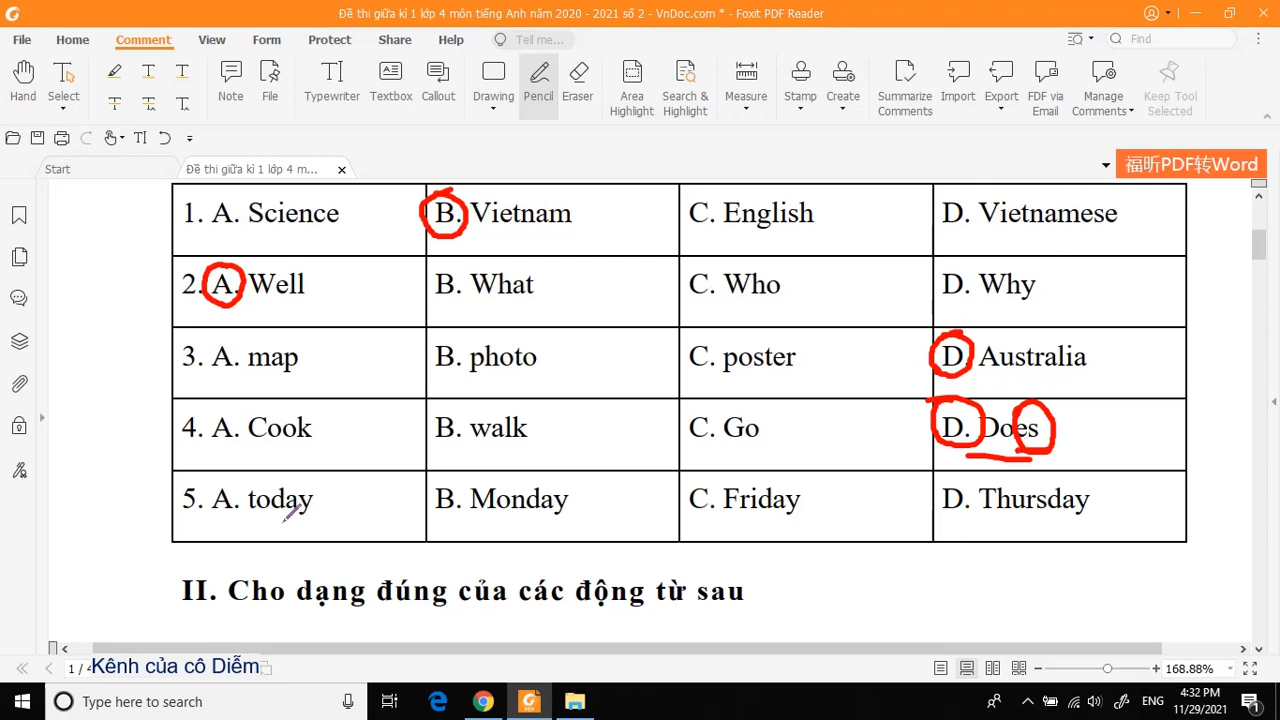 Đề thi giữa kì 1 lớp 4 môn tiếng Anh năm 2020 - 2021 số 2 - VnDoc.com * - Foxit PDF Reader
File Home Comment View Form Protect Share Help Tell me... Find
Hand Select Note File Typewriter Textbox Callout Drawing Pencil Eraser Area Highlight Search & Highlight Measure Stamp Create Summarize Comments Import Export FDF via Email Manage Comments Keep Tool Selected
Start Đề thi giữa kì 1 lớp 4 m... 福昕PDF转Word
1. A. Science B. Vietnam C. English D. Vietnamese
2. A. Well B. What C. Who D. Why
3. A. map B. photo C. poster D. Australia
4. A. Cook B. walk C. Go D. Does
5. A. today B. Monday C. Friday D. Thursday
II. Cho dạng đúng của các động từ sau
1 / 4 Kênh của cô Diễm 168.88%
Type here to search ENG 4:32 PM
11/29/2021